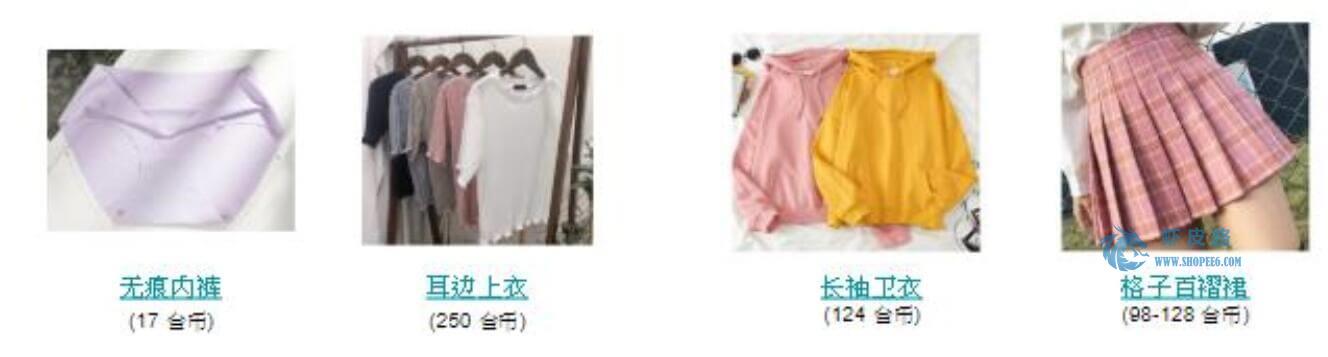 无痕内裤
(17 台币)
耳边上衣
(250 台币)
长袖卫衣
(124 台币)
虾皮路
WWW.SHOPEE6.COM
格子百褶裙
(98-128 台币)